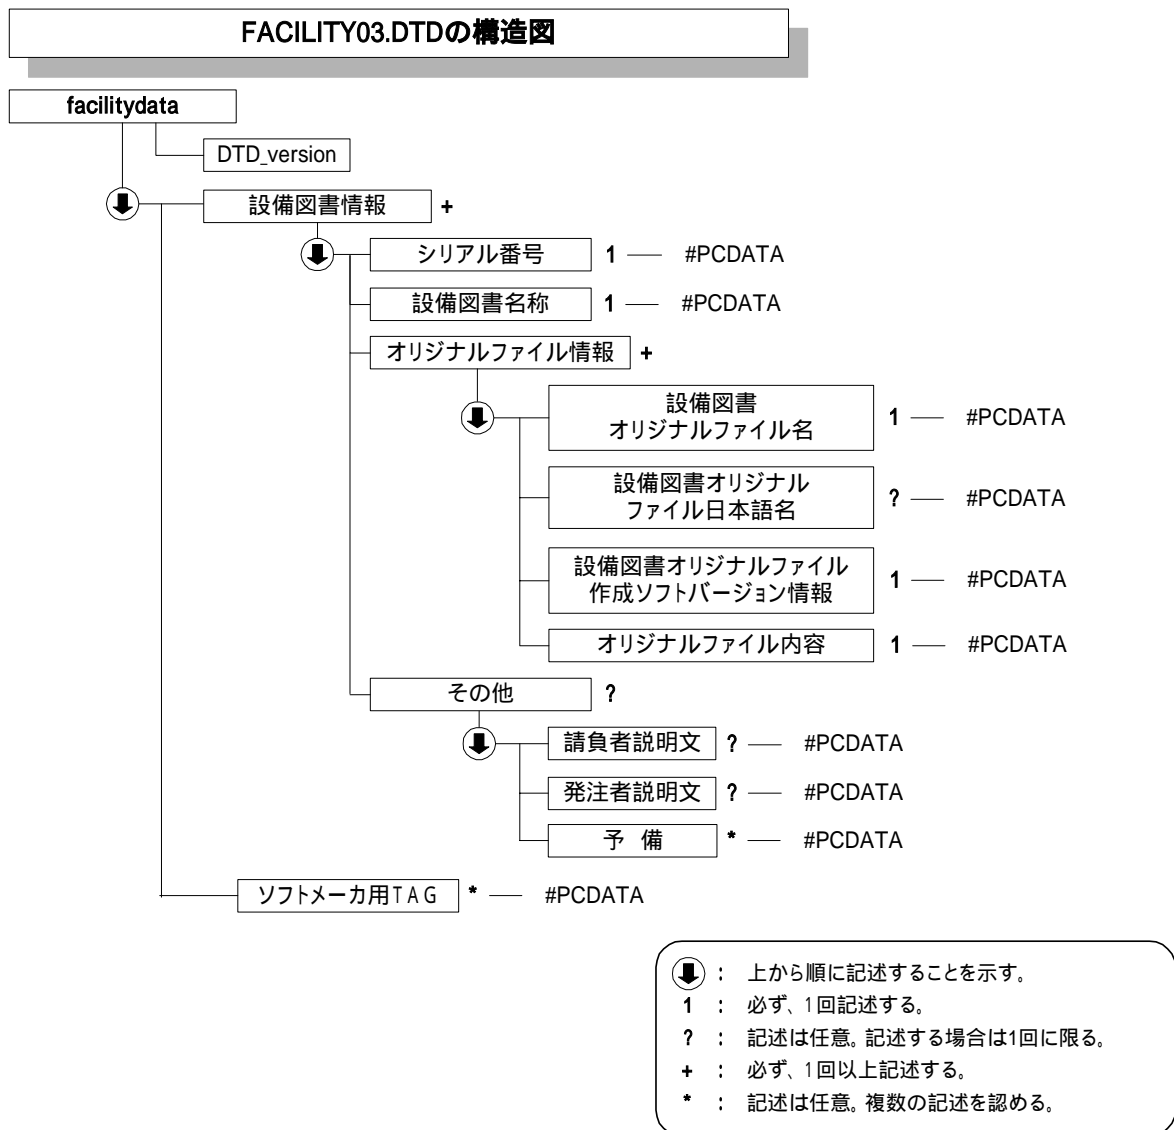 FACILITY03.DTDの構造図
facilitydata
DTD_version
設備図書情報 +
シリアル番号 1 #PCDATA
設備図書名称 1 #PCDATA
オリジナルファイル情報 +
設備図書
オリジナルファイル名 1 #PCDATA
設備図書オリジナル
ファイル日本語名 ? #PCDATA
設備図書オリジナルファイル
作成ソフトバージョン情報 1 #PCDATA
オリジナルファイル内容 1 #PCDATA
その他 ?
請負者説明文 ? #PCDATA
発注者説明文 ? #PCDATA
予 備 * #PCDATA
ソフトメーカ用TAG * #PCDATA
: 上から順に記述することを示す。
1 : 必ず、1回記述する。
? : 記述は任意。記述する場合は1回に限る。
+ : 必ず、1回以上記述する。
* : 記述は任意。複数の記述を認める。